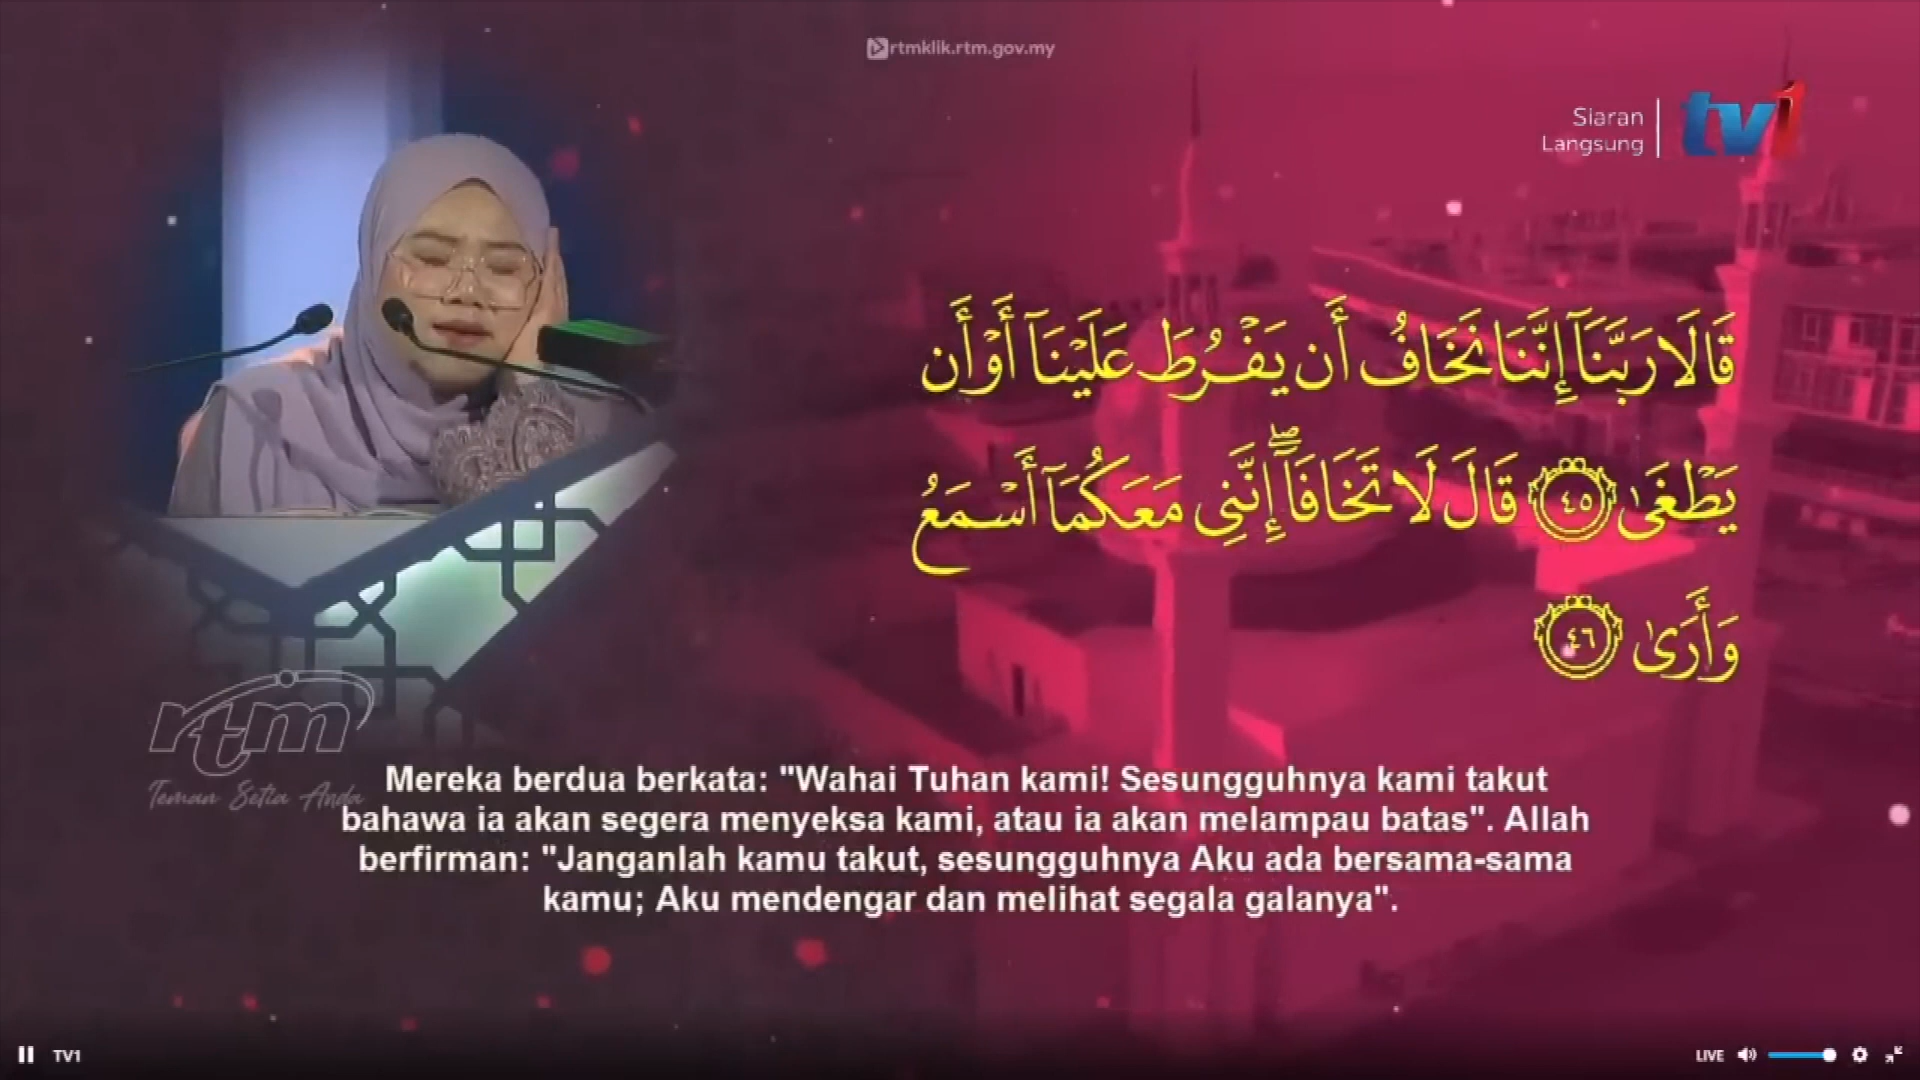 rtmklik.rtm.gov.my
Siaran
Langsung
tv1
قَالَا رَبَّنَآ إِنَّنَا نَخَافُ أَن يَفْرُطَ عَلَيْنَآ أَوْ أَن
يَطْغَىٰ ٤٥ قَالَ لَا تَخَافَآ ۖ إِنَّنِى مَعَكُمَآ أَسْمَعُ
وَأَرَىٰ ٤٦
rtm
Teman Setia Anda
Mereka berdua berkata: "Wahai Tuhan kami! Sesungguhnya kami takut
bahawa ia akan segera menyeksa kami, atau ia akan melampau batas". Allah
berfirman: "Janganlah kamu takut, sesungguhnya Aku ada bersama-sama
kamu; Aku mendengar dan melihat segala galanya".
TV1
LIVE